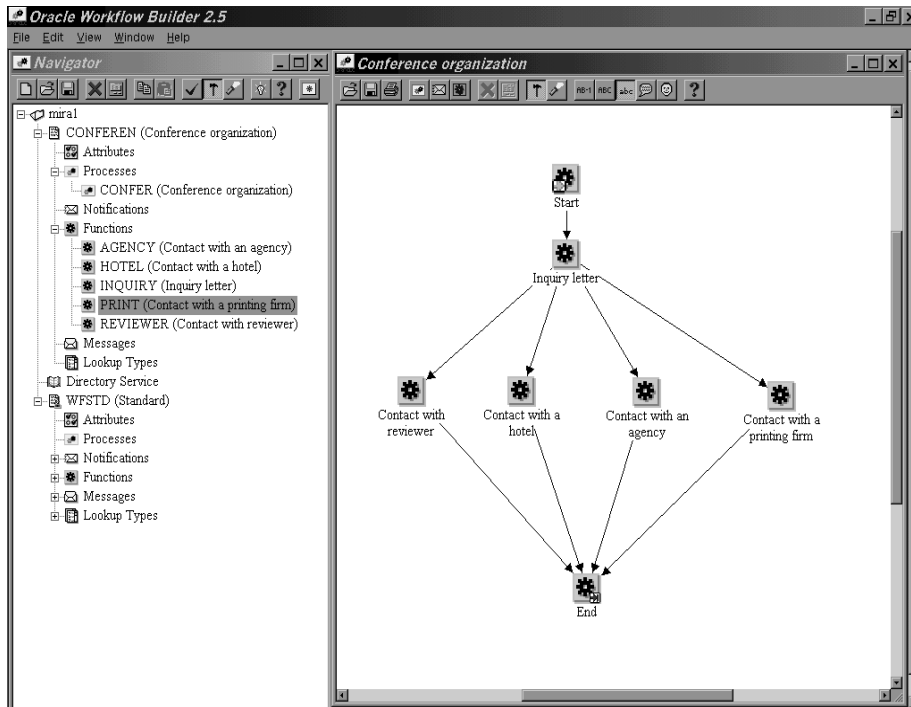 Oracle Workflow Builder 2.5
File Edit View Window Help
Navigator
mira1
CONFEREN (Conference organization)
Attributes
Processes
CONFER (Conference organization)
Notifications
Functions
AGENCY (Contact with an agency)
HOTEL (Contact with a hotel)
INQUIRY (Inquiry letter)
PRINT (Contact with a printing firm)
REVIEWER (Contact with reviewer)
Messages
Lookup Types
Directory Service
WFSTD (Standard)
Attributes
Processes
Notifications
Functions
Messages
Lookup Types
Conference organization
AB-1 ABC abc
Start
Inquiry letter
Contact with
reviewer
Contact with a
hotel
Contact with an
agency
Contact with a
printing firm
End